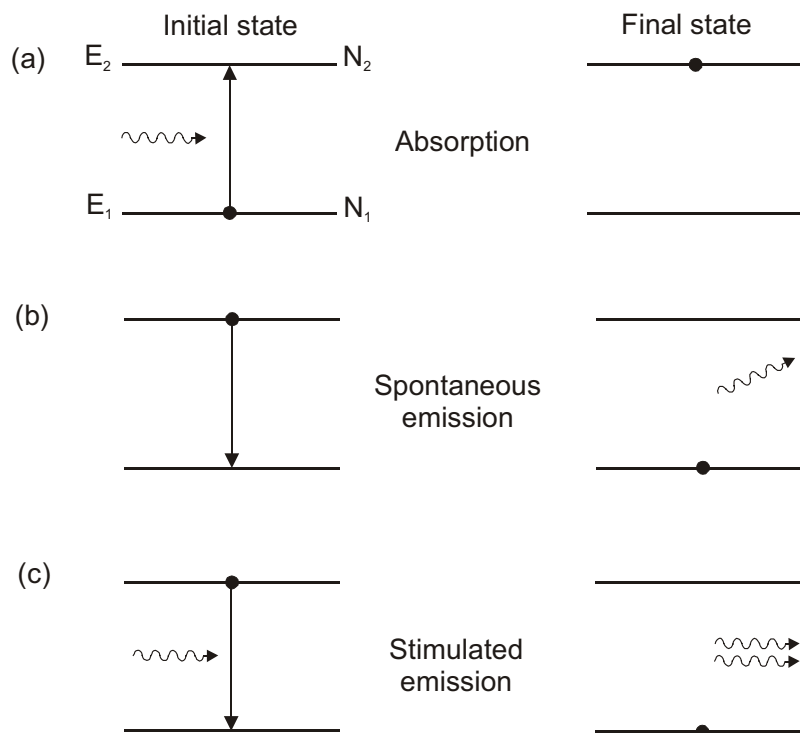 Initial state
Final state
(a)
E₂
N₂
Absorption
E₁
N₁
(b)
Spontaneous
emission
(c)
Stimulated
emission